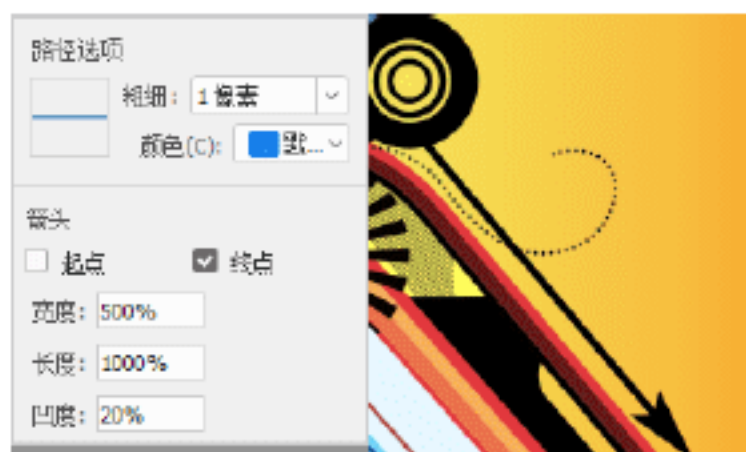 路径选项
粗细: 1 像素
颜色(C): 默...
箭头
起点 终点
宽度: 500%
长度: 1000%
凹度: 20%